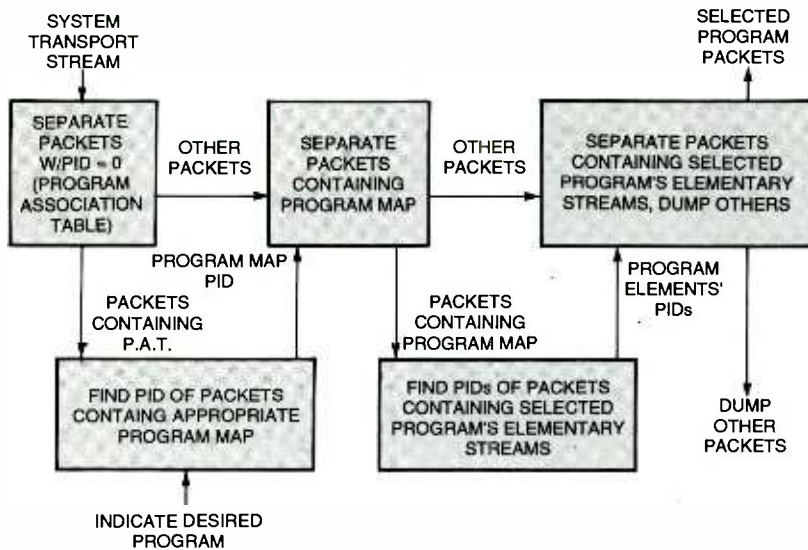 SYSTEM
TRANSPORT
STREAM
SELECTED
PROGRAM
PACKETS
SEPARATE
PACKETS
W/PID = 0
(PROGRAM
ASSOCIATION
TABLE)
OTHER
PACKETS
SEPARATE
PACKETS
CONTAINING
PROGRAM MAP
OTHER
PACKETS
SEPARATE PACKETS
CONTAINING SELECTED
PROGRAM'S ELEMENTARY
STREAMS, DUMP OTHERS
PACKETS
CONTAINING
P.A.T.
PROGRAM MAP
PID
PACKETS
CONTAINING
PROGRAM MAP
PROGRAM
ELEMENTS'
PIDs
FIND PID OF PACKETS
CONTAING APPROPRIATE
PROGRAM MAP
FIND PIDs OF PACKETS
CONTAINING SELECTED
PROGRAM'S ELEMENTARY
STREAMS
DUMP
OTHER
PACKETS
INDICATE DESIRED
PROGRAM